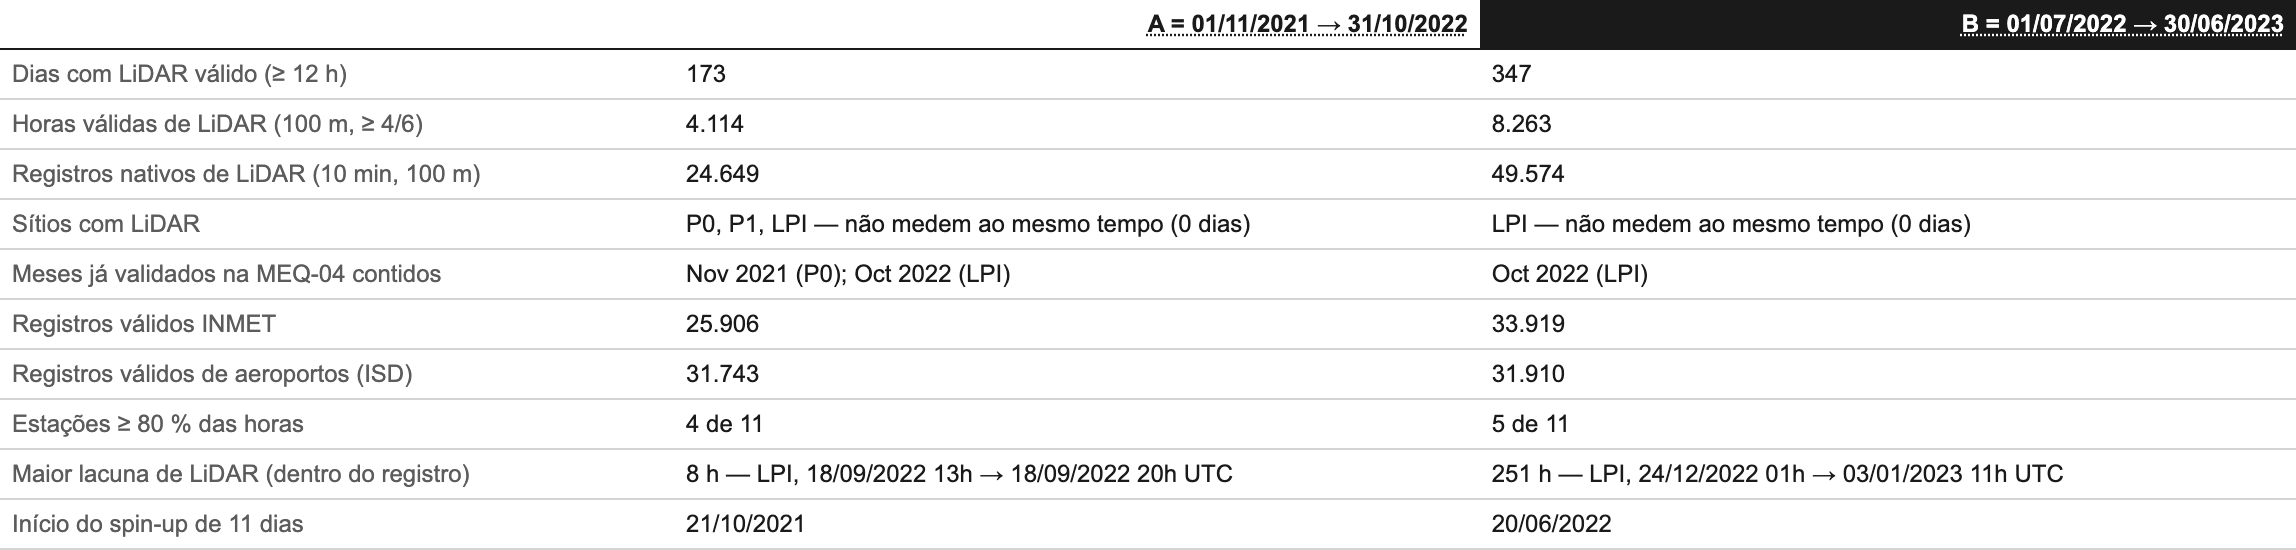 A = 01/11/2021 → 31/10/2022 B = 01/07/2022 → 30/06/2023
Dias com LiDAR válido (≥ 12 h) 173 347
Horas válidas de LiDAR (100 m, ≥ 4/6) 4.114 8.263
Registros nativos de LiDAR (10 min, 100 m) 24.649 49.574
Sítios com LiDAR P0, P1, LPI — não medem ao mesmo tempo (0 dias) LPI — não medem ao mesmo tempo (0 dias)
Meses já validados na MEQ-04 contidos Nov 2021 (P0); Oct 2022 (LPI) Oct 2022 (LPI)
Registros válidos INMET 25.906 33.919
Registros válidos de aeroportos (ISD) 31.743 31.910
Estações ≥ 80 % das horas 4 de 11 5 de 11
Maior lacuna de LiDAR (dentro do registro) 8 h — LPI, 18/09/2022 13h → 18/09/2022 20h UTC 251 h — LPI, 24/12/2022 01h → 03/01/2023 11h UTC
Início do spin-up de 11 dias 21/10/2021 20/06/2022